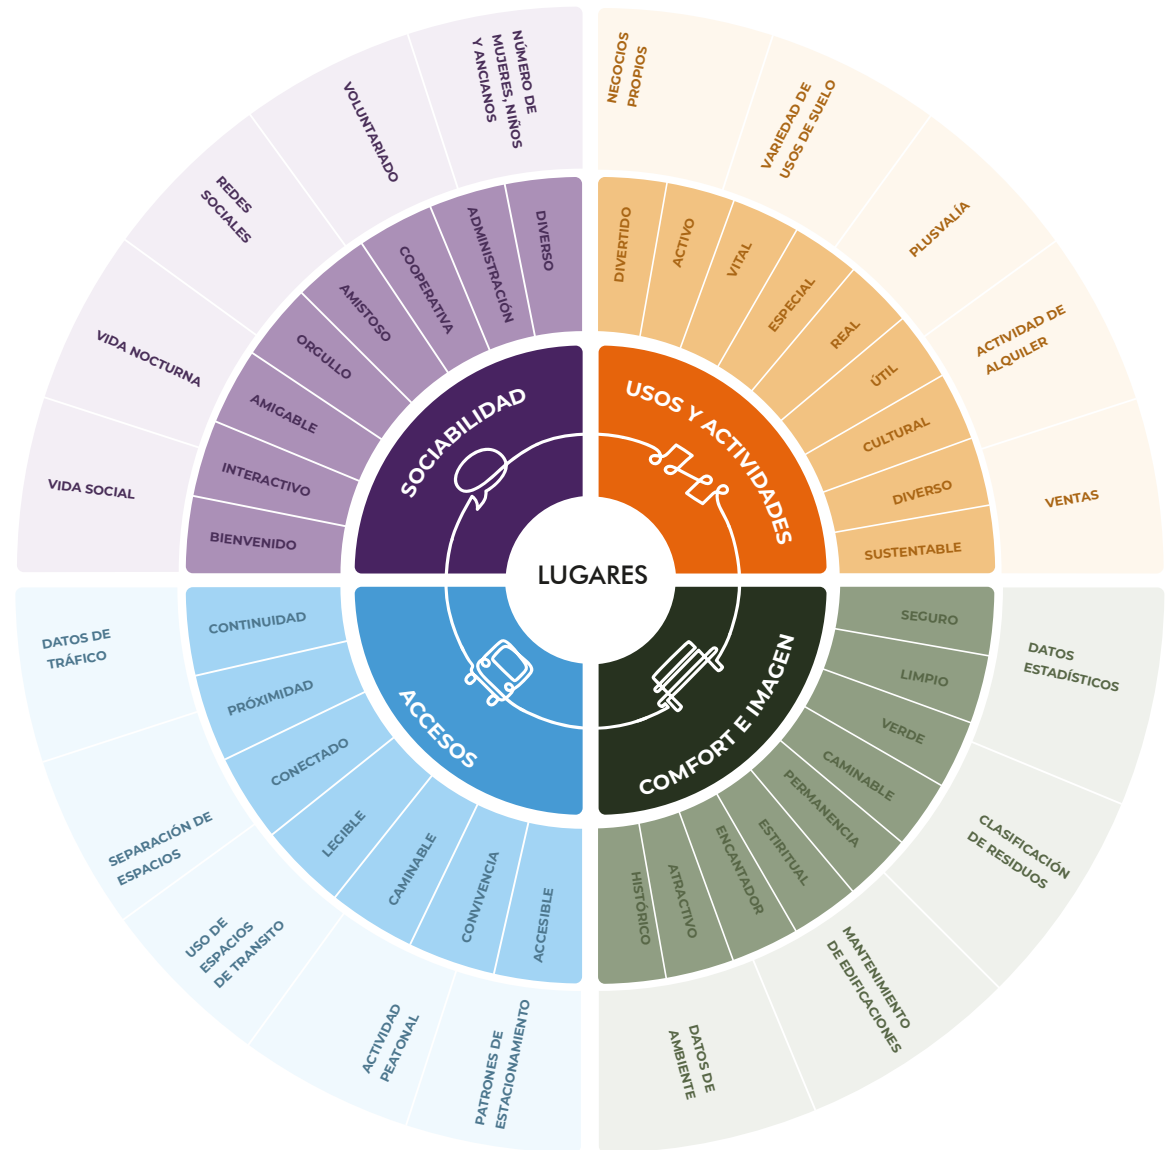 LUGARES
SOCIABILIDAD
BIENVENIDO
INTERACTIVO
AMIGABLE
ORGULLO
AMISTOSO
COOPERATIVA
ADMINISTRACIÓN
DIVERSO
VIDA SOCIAL
VIDA NOCTURNA
REDES
SOCIALES
VOLUNTARIADO
NÚMERO DE
MUJERES, NIÑOS
Y ANCIANOS
USOS Y ACTIVIDADES
DIVERTIDO
ACTIVO
VITAL
ESPECIAL
REAL
ÚTIL
CULTURAL
DIVERSO
SUSTENTABLE
NEGOCIOS
PROPIOS
VARIEDAD DE
USOS DE SUELO
PLUSVALÍA
ACTIVIDAD DE
ALQUILER
VENTAS
COMFORT E IMAGEN
SEGURO
LIMPIO
VERDE
CAMINABLE
PERMANENCIA
ESTIRITUAL
ENCANTADOR
ATRACTIVO
HISTÓRICO
DATOS
ESTADÍSTICOS
CLASIFICACIÓN
DE RESIDUOS
MANTENIMIENTO
DE EDIFICACIONES
DATOS DE
AMBIENTE
ACCESOS
CONTINUIDAD
PRÓXIMIDAD
CONECTADO
LEGIBLE
CAMINABLE
CONVIVENCIA
ACCESIBLE
DATOS DE
TRÁFICO
SEPARACIÓN DE
ESPACIOS
USO DE
ESPACIOS
DE TRANSITO
ACTIVIDAD
PEATONAL
PATRONES DE
ESTACIONAMIENTO